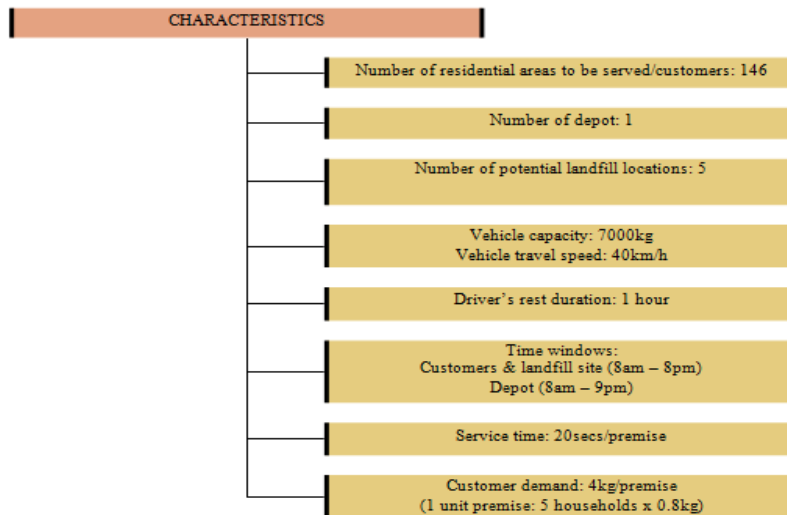 CHARACTERISTICS
Number of residential areas to be served/customers: 146
Number of depot: 1
Number of potential landfill locations: 5
Vehicle capacity: 7000kg
Vehicle travel speed: 40km/h
Driver's rest duration: 1 hour
Time windows:
Customers & landfill site (8am – 8pm)
Depot (8am – 9pm)
Service time: 20secs/premise
Customer demand: 4kg/premise
(1 unit premise: 5 households x 0.8kg)